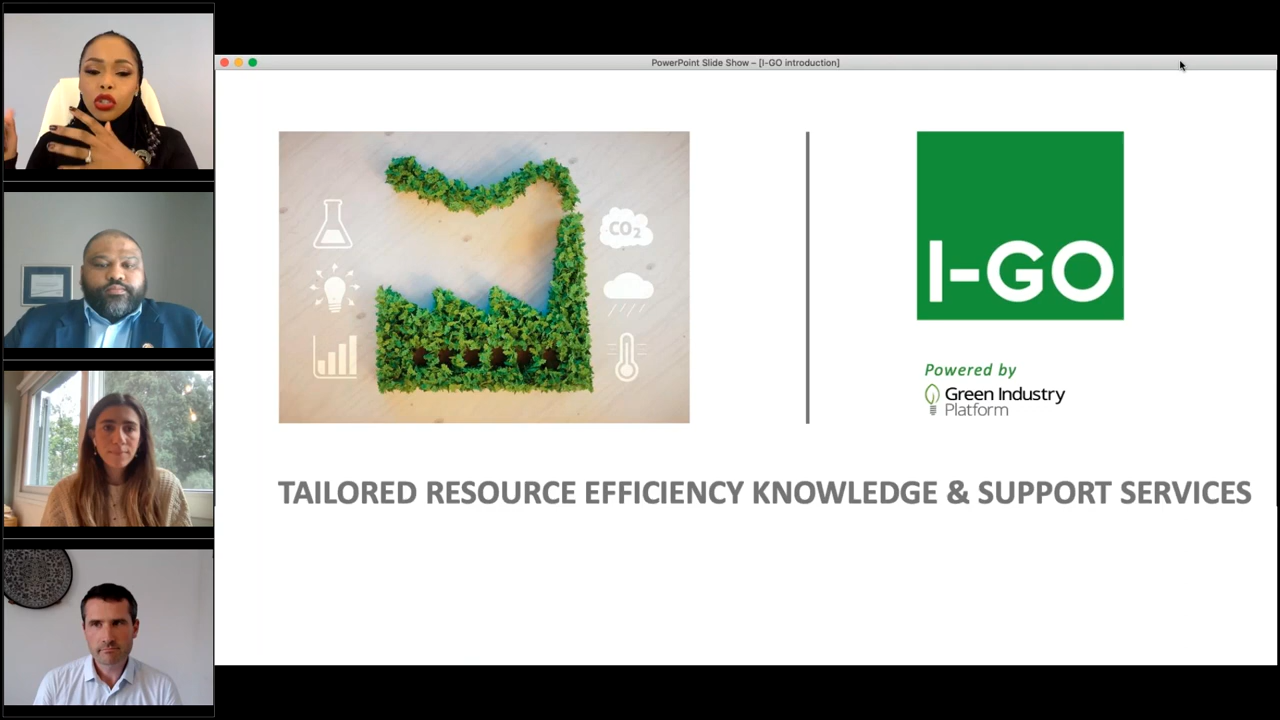 PowerPoint Slide Show – [I-GO introduction]
CO2
I-GO
Powered by
Green Industry
Platform
TAILORED RESOURCE EFFICIENCY KNOWLEDGE & SUPPORT SERVICES